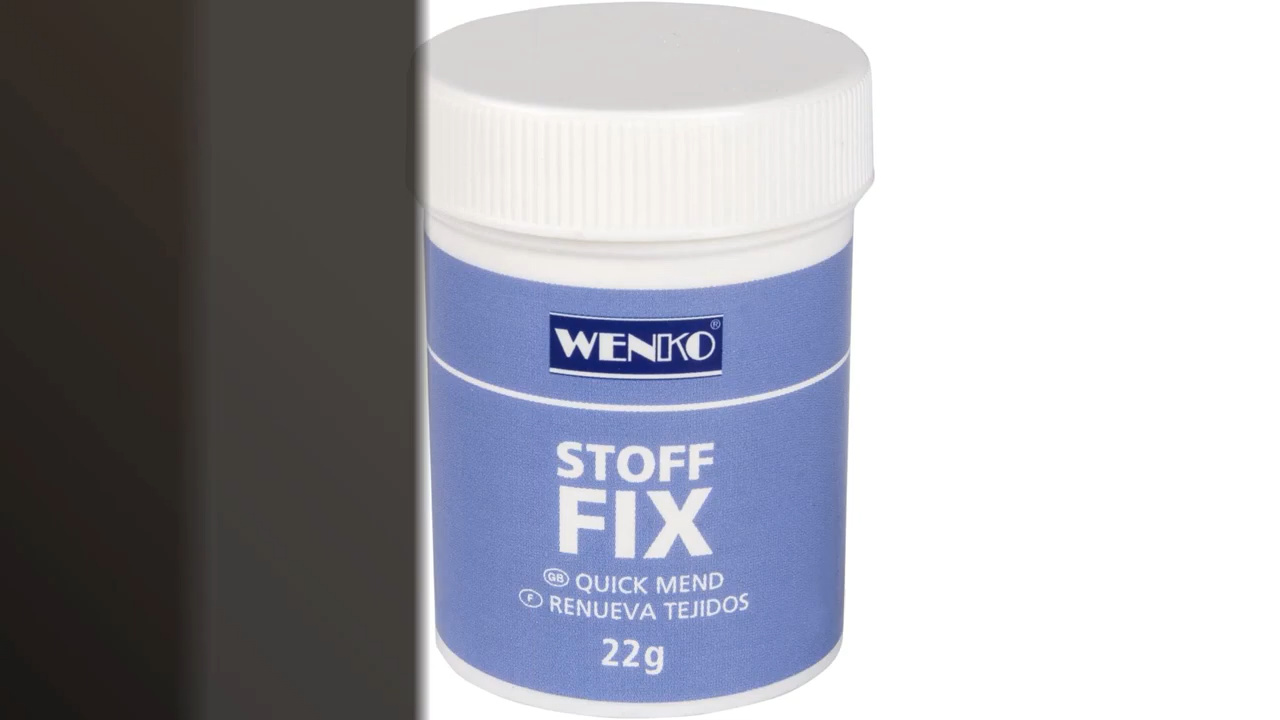 WENKO®
STOFF
FIX
GB QUICK MEND
F RENUEVA TEJIDOS
22g